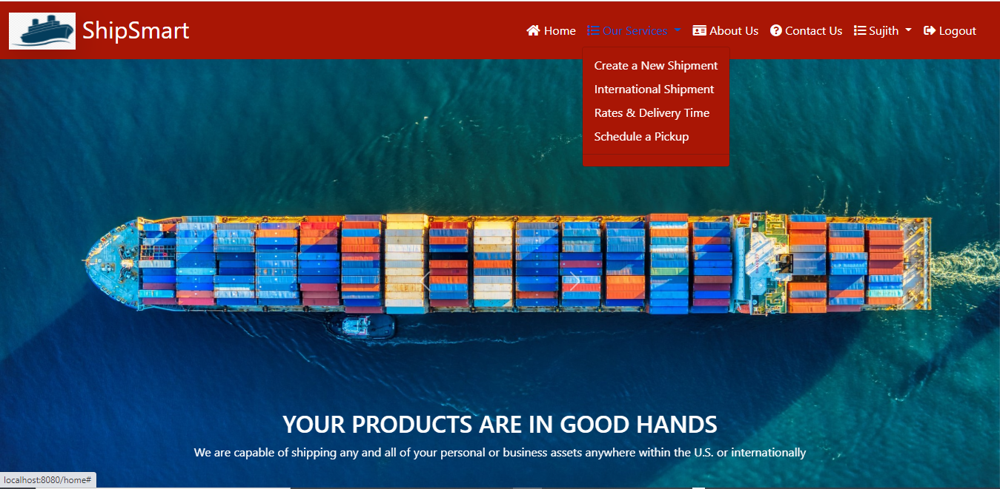 ShipSmart
Home Our Services About Us Contact Us Sujith Logout
Create a New Shipment
International Shipment
Rates & Delivery Time
Schedule a Pickup
YOUR PRODUCTS ARE IN GOOD HANDS
We are capable of shipping any and all of your personal or business assets anywhere within the U.S. or internationally
localhost:8080/home#